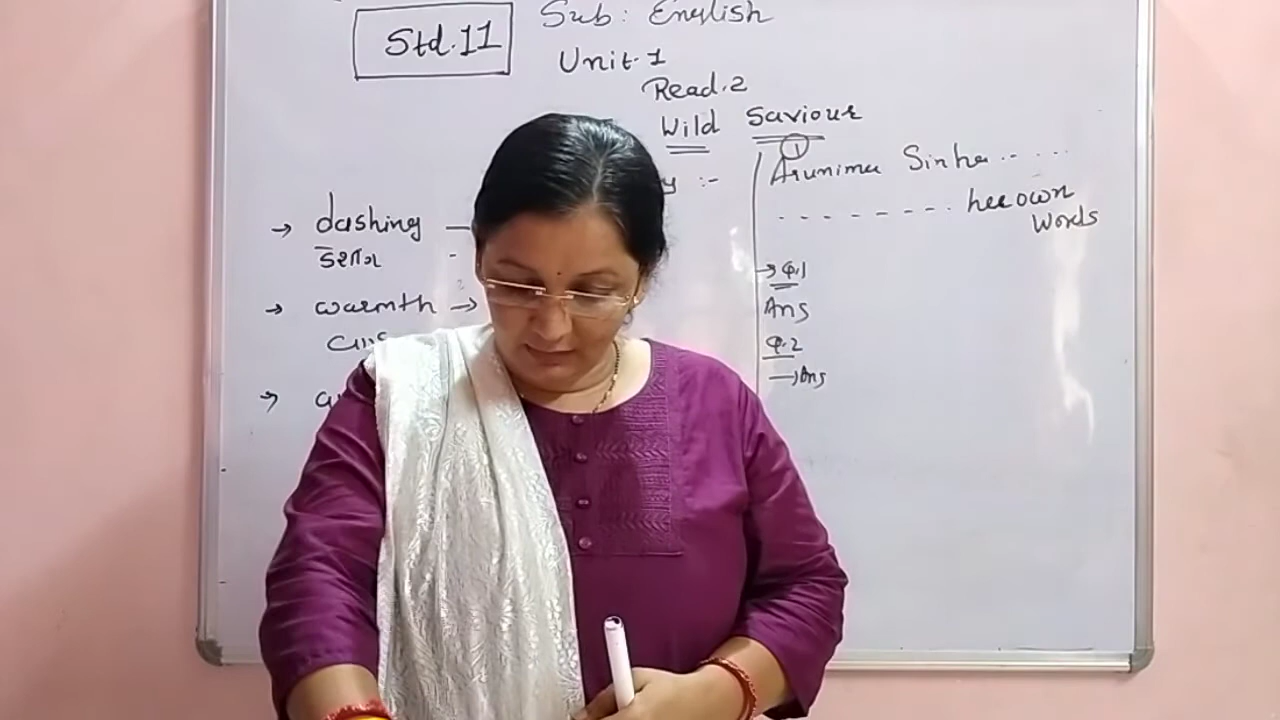 Std.11
Sub: English
Unit.1
Read.2
Wild Saviour
y :-
1
Arunima Sinha .. ...
- - - - - - - - her own
words
→ dashing —
→ warmth →
→ Q.1
Ans
Q.2
→ Ans